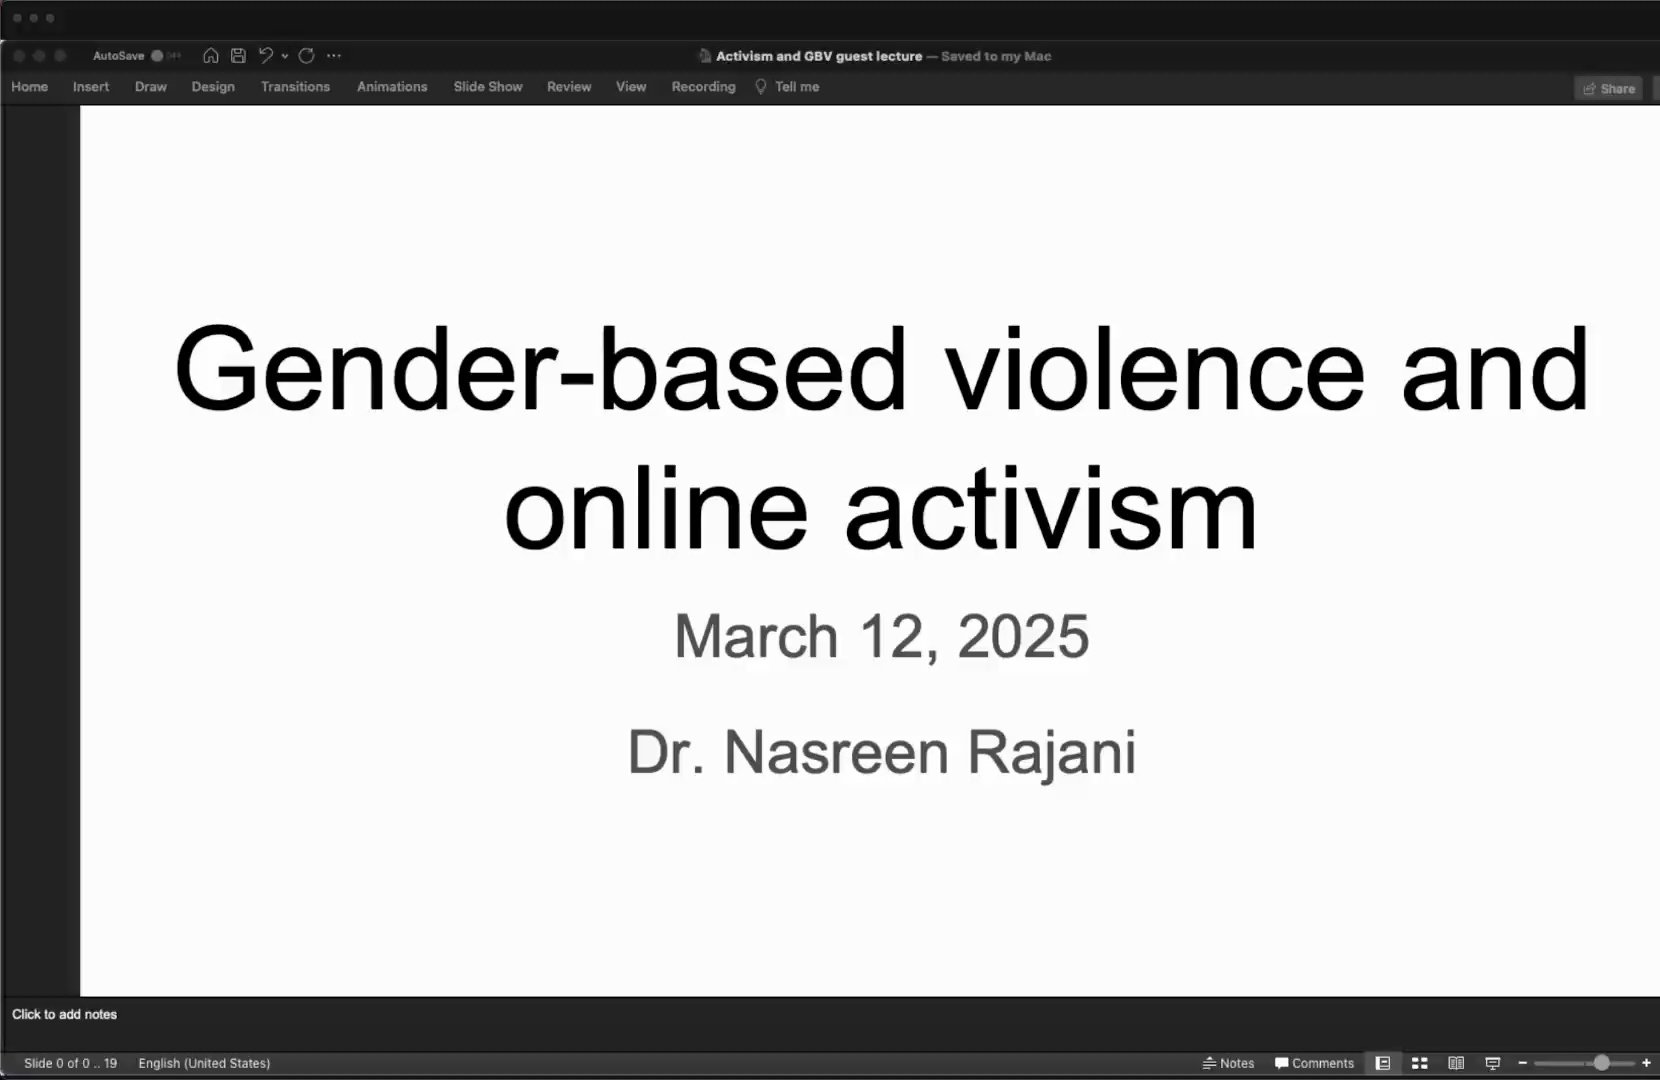 AutoSave OFF
Activism and GBV guest lecture — Saved to my Mac
Home Insert Draw Design Transitions Animations Slide Show Review View Recording Tell me Share
Gender-based violence and
online activism
March 12, 2025
Dr. Nasreen Rajani
Click to add notes
Slide 0 of 0 .. 19 English (United States) Notes Comments